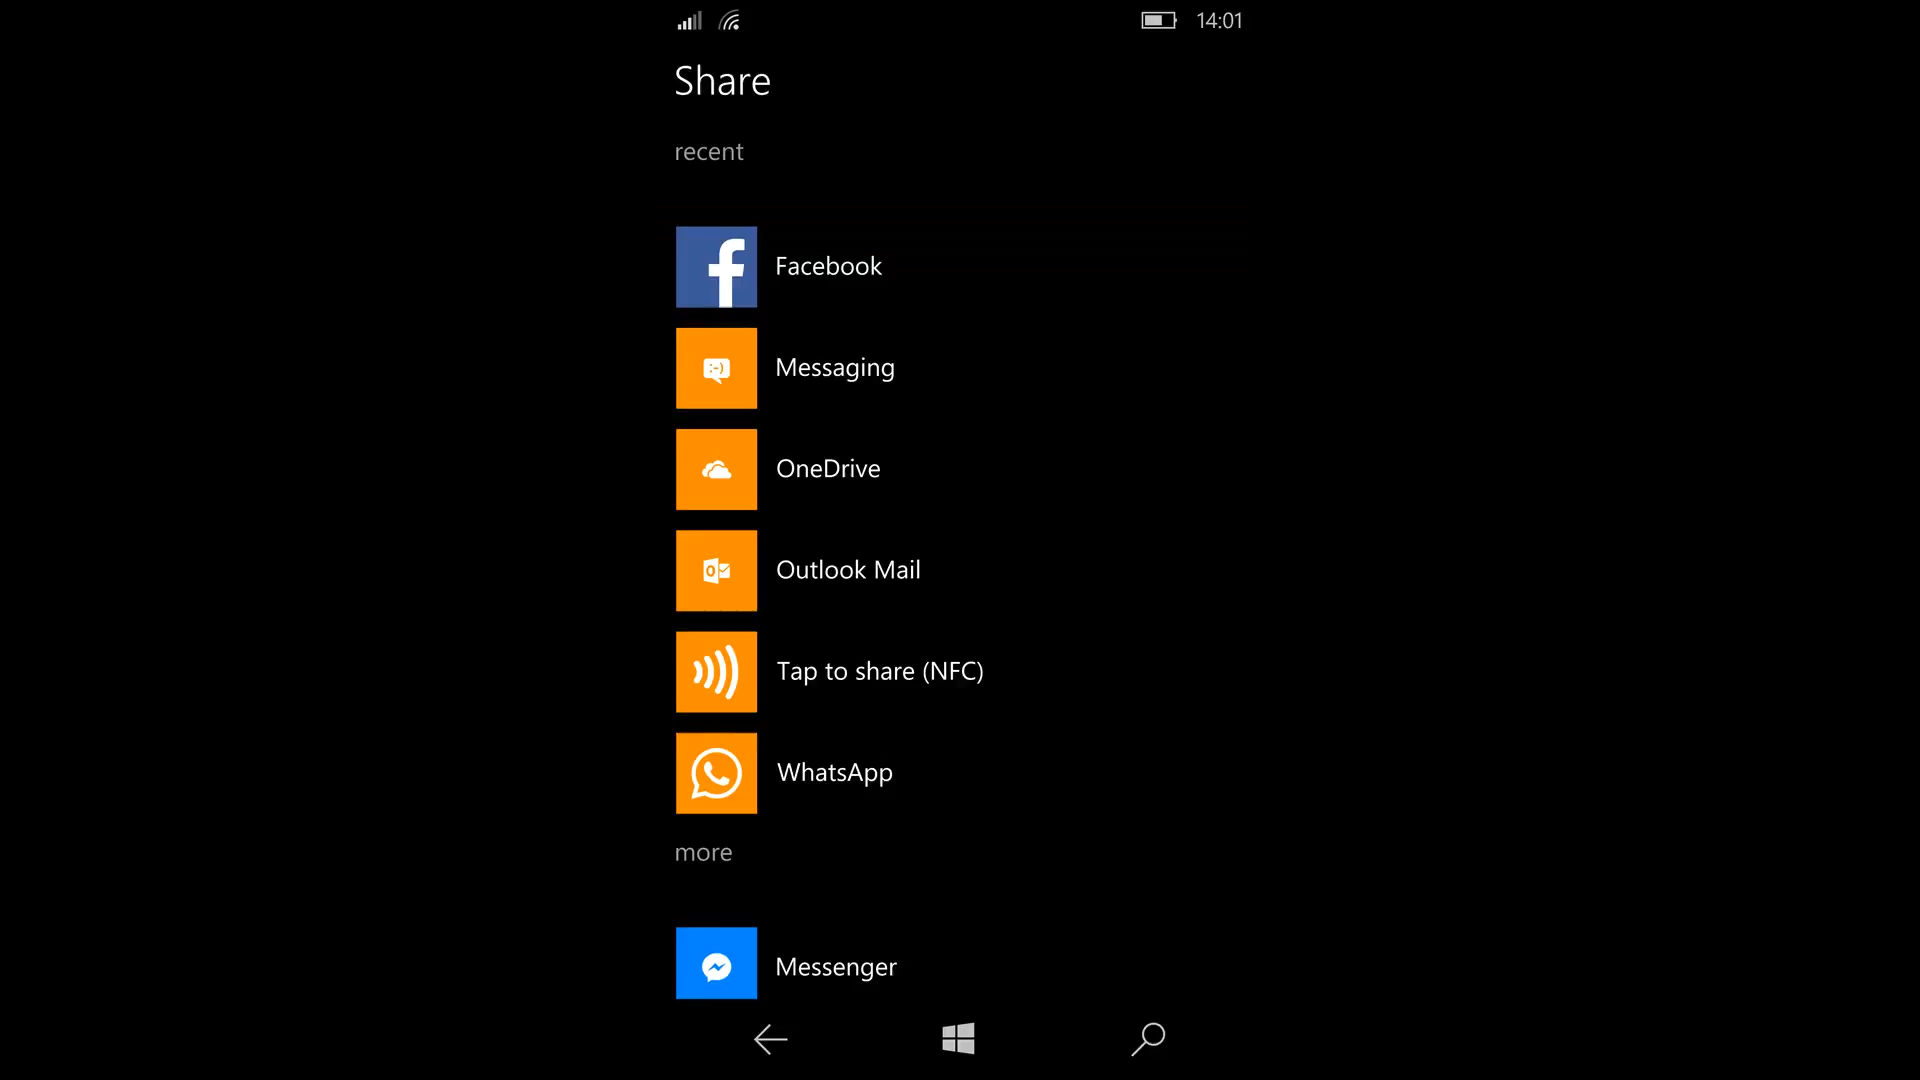 14:01
Share
recent
Facebook
Messaging
OneDrive
Outlook Mail
Tap to share (NFC)
WhatsApp
more
Messenger